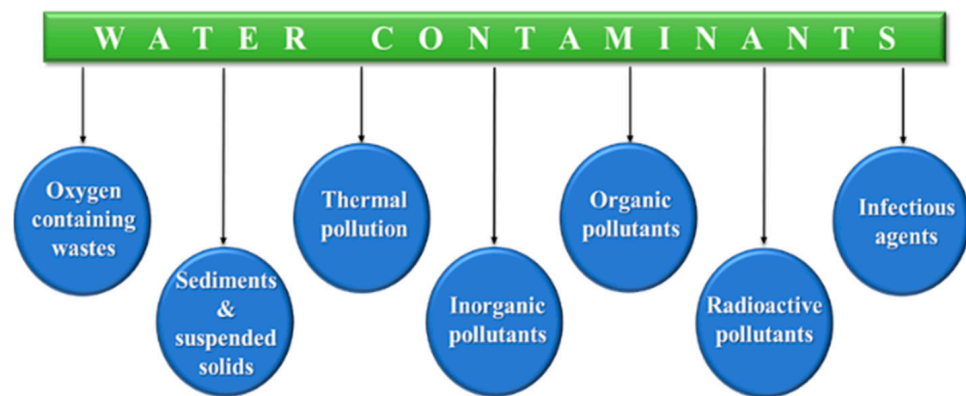 WATER CONTAMINANTS
Oxygen
containing
wastes
Sediments
&
suspended
solids
Thermal
pollution
Inorganic
pollutants
Organic
pollutants
Radioactive
pollutants
Infectious
agents